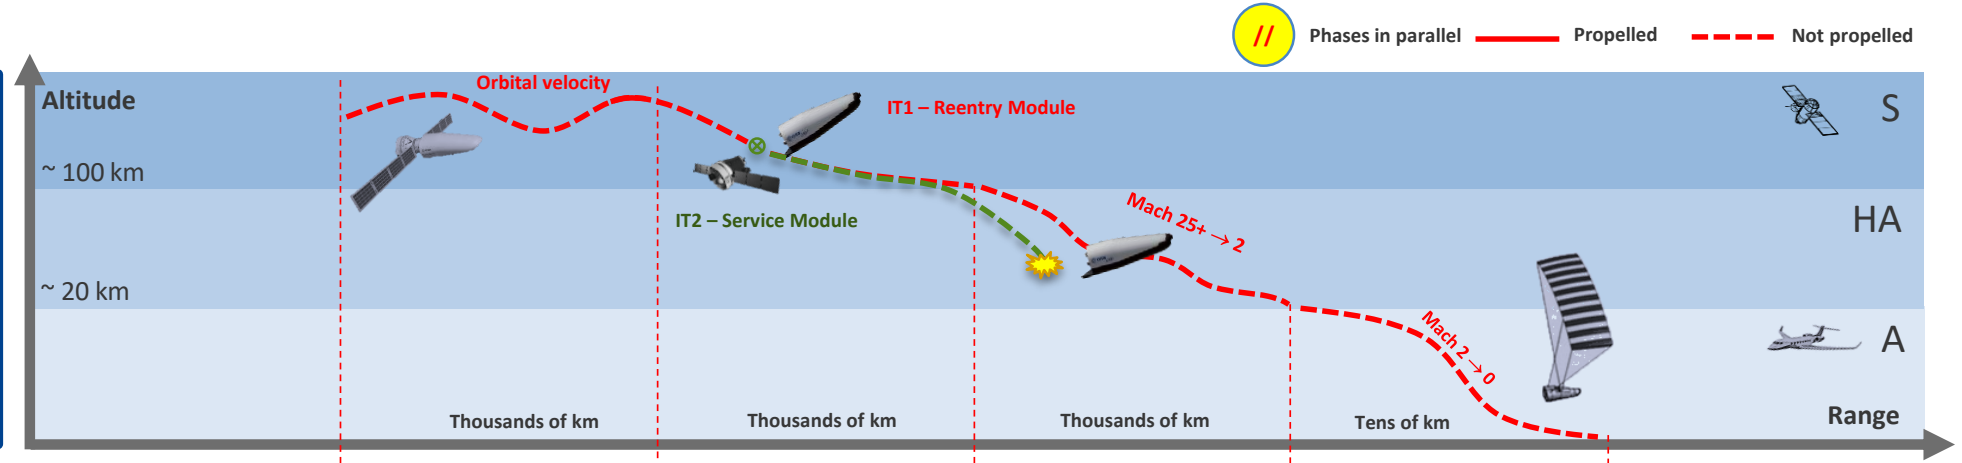 //
Phases in parallel
Propelled
Not propelled
Altitude
Orbital velocity
IT1 – Reentry Module
S
~ 100 km
IT2 – Service Module
Mach 25+ → 2
HA
~ 20 km
Mach 2 → 0
A
Thousands of km
Thousands of km
Thousands of km
Tens of km
Range